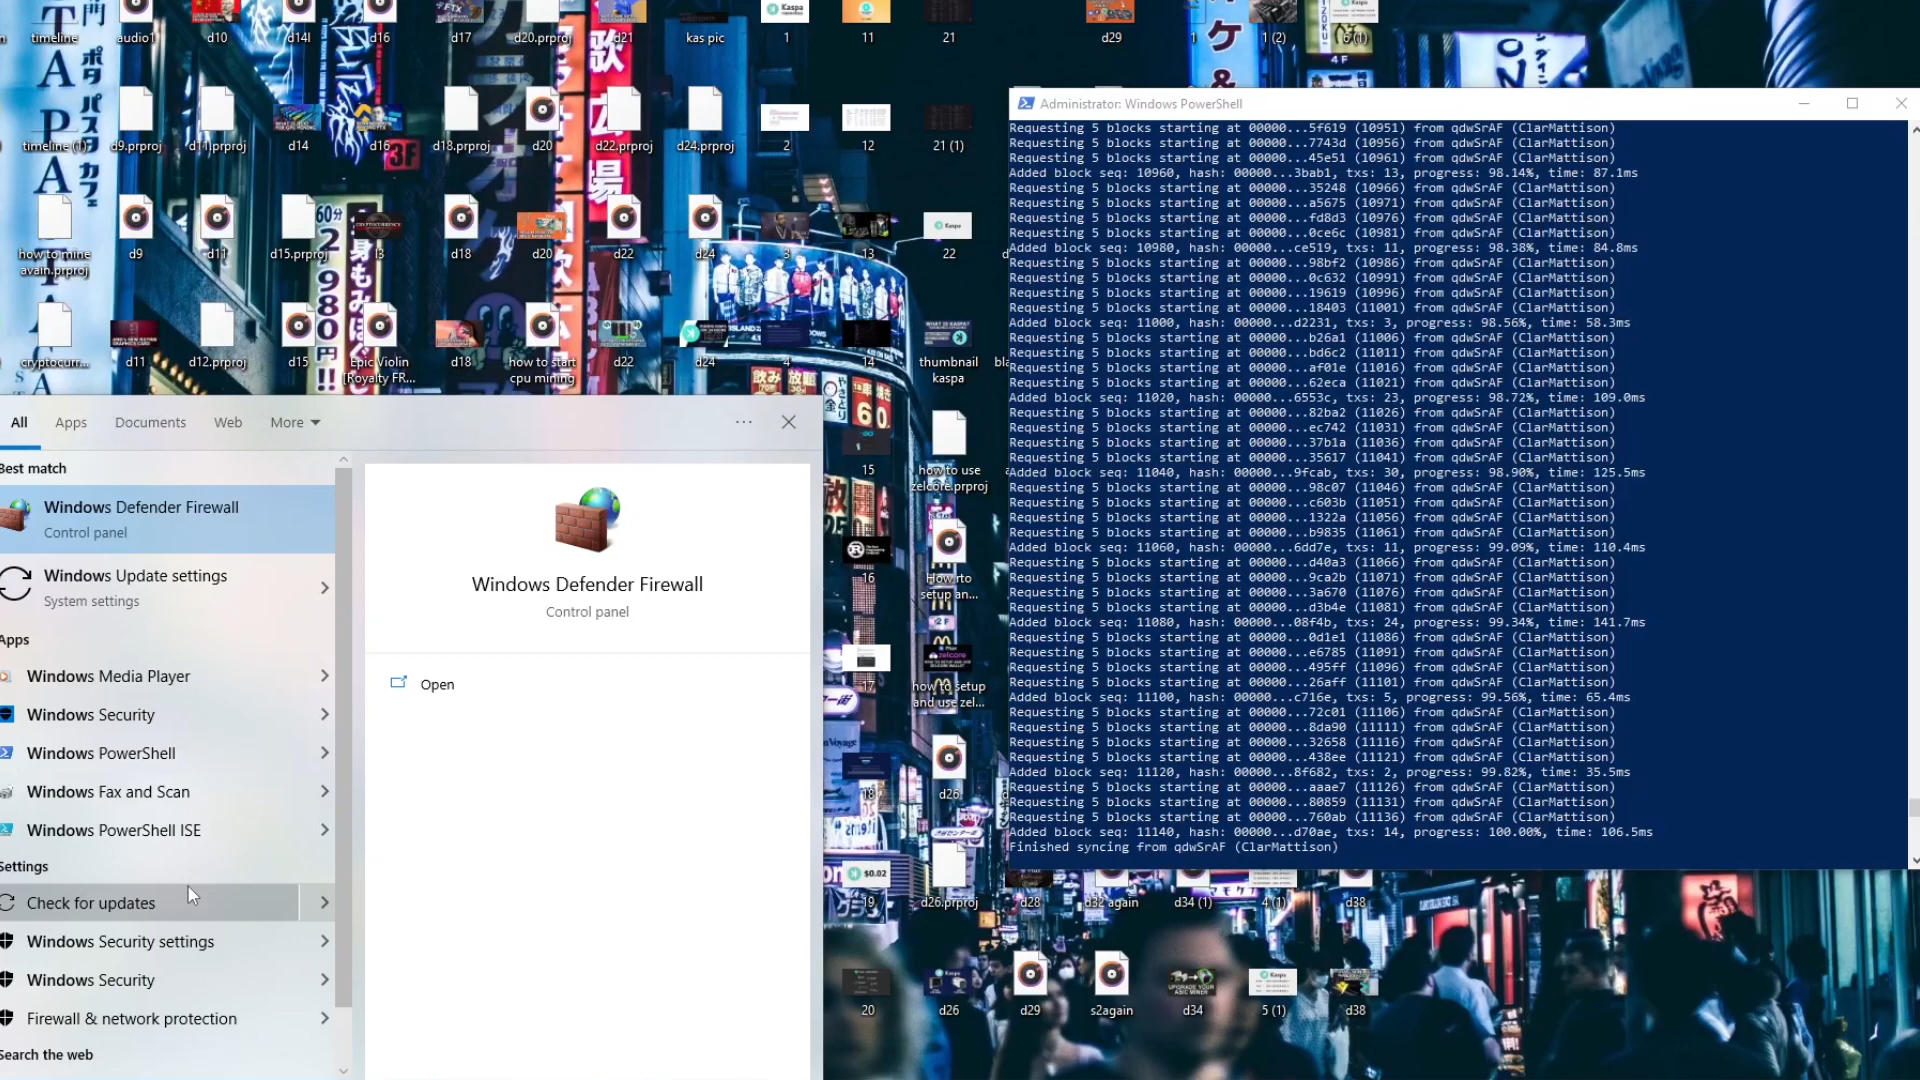 timeline
audio1
d10
d14l
d16
d17
d20.prproj
d21
kas pic
1
11
21
d29
1
1 (2)
6 (1)
timeline (1)
d9.prproj
d11.prproj
d14
d16
d18.prproj
d20
d22.prproj
d24.prproj
2
12
21 (1)
how to mine
avain.prproj
d9
d11
d15.prproj
l3
d18
d20
d22
d24
3
13
22
cryptocurr...
d11
d12.prproj
d15
Epic Violin
[Royalty FR...
d18
how to start
cpu mining
d22
d24
4
14
thumbnail
kaspa
15
how to use
zelcore.prproj
16
How rto
setup an...
17
how to setup
and use zel...
18
d26
19
d26.prproj
d28
d32 again
d34 (1)
4 (1)
d38
20
d26
d29
s2again
d34
5 (1)
d38
All
Apps
Documents
Web
More
Best match
Windows Defender Firewall
Control panel
Windows Update settings
System settings
Apps
Windows Media Player
Windows Security
Windows PowerShell
Windows Fax and Scan
Windows PowerShell ISE
Settings
Check for updates
Windows Security settings
Windows Security
Firewall & network protection
Search the web
Windows Defender Firewall
Control panel
Open
Administrator: Windows PowerShell
Requesting 5 blocks starting at 00000...5f619 (10951) from qdwSrAF (ClarMattison)
Requesting 5 blocks starting at 00000...7743d (10956) from qdwSrAF (ClarMattison)
Requesting 5 blocks starting at 00000...45e51 (10961) from qdwSrAF (ClarMattison)
Added block seq: 10960, hash: 00000...3bab1, txs: 13, progress: 98.14%, time: 87.1ms
Requesting 5 blocks starting at 00000...35248 (10966) from qdwSrAF (ClarMattison)
Requesting 5 blocks starting at 00000...a5675 (10971) from qdwSrAF (ClarMattison)
Requesting 5 blocks starting at 00000...fd8d3 (10976) from qdwSrAF (ClarMattison)
Requesting 5 blocks starting at 00000...0ce6c (10981) from qdwSrAF (ClarMattison)
Added block seq: 10980, hash: 00000...ce519, txs: 11, progress: 98.38%, time: 84.8ms
Requesting 5 blocks starting at 00000...98bf2 (10986) from qdwSrAF (ClarMattison)
Requesting 5 blocks starting at 00000...0c632 (10991) from qdwSrAF (ClarMattison)
Requesting 5 blocks starting at 00000...19619 (10996) from qdwSrAF (ClarMattison)
Requesting 5 blocks starting at 00000...18403 (11001) from qdwSrAF (ClarMattison)
Added block seq: 11000, hash: 00000...d2231, txs: 3, progress: 98.56%, time: 58.3ms
Requesting 5 blocks starting at 00000...b26a1 (11006) from qdwSrAF (ClarMattison)
Requesting 5 blocks starting at 00000...bd6c2 (11011) from qdwSrAF (ClarMattison)
Requesting 5 blocks starting at 00000...af01e (11016) from qdwSrAF (ClarMattison)
Requesting 5 blocks starting at 00000...62eca (11021) from qdwSrAF (ClarMattison)
Added block seq: 11020, hash: 00000...6553c, txs: 23, progress: 98.72%, time: 109.0ms
Requesting 5 blocks starting at 00000...82ba2 (11026) from qdwSrAF (ClarMattison)
Requesting 5 blocks starting at 00000...ec742 (11031) from qdwSrAF (ClarMattison)
Requesting 5 blocks starting at 00000...37b1a (11036) from qdwSrAF (ClarMattison)
Requesting 5 blocks starting at 00000...35617 (11041) from qdwSrAF (ClarMattison)
Added block seq: 11040, hash: 00000...9fcab, txs: 30, progress: 98.90%, time: 125.5ms
Requesting 5 blocks starting at 00000...98c07 (11046) from qdwSrAF (ClarMattison)
Requesting 5 blocks starting at 00000...c603b (11051) from qdwSrAF (ClarMattison)
Requesting 5 blocks starting at 00000...1322a (11056) from qdwSrAF (ClarMattison)
Requesting 5 blocks starting at 00000...b9835 (11061) from qdwSrAF (ClarMattison)
Added block seq: 11060, hash: 00000...6dd7e, txs: 11, progress: 99.09%, time: 110.4ms
Requesting 5 blocks starting at 00000...d40a3 (11066) from qdwSrAF (ClarMattison)
Requesting 5 blocks starting at 00000...9ca2b (11071) from qdwSrAF (ClarMattison)
Requesting 5 blocks starting at 00000...3a670 (11076) from qdwSrAF (ClarMattison)
Requesting 5 blocks starting at 00000...d3b4e (11081) from qdwSrAF (ClarMattison)
Added block seq: 11080, hash: 00000...08f4b, txs: 24, progress: 99.34%, time: 141.7ms
Requesting 5 blocks starting at 00000...0d1e1 (11086) from qdwSrAF (ClarMattison)
Requesting 5 blocks starting at 00000...e6785 (11091) from qdwSrAF (ClarMattison)
Requesting 5 blocks starting at 00000...495ff (11096) from qdwSrAF (ClarMattison)
Requesting 5 blocks starting at 00000...26aff (11101) from qdwSrAF (ClarMattison)
Added block seq: 11100, hash: 00000...c716e, txs: 5, progress: 99.56%, time: 65.4ms
Requesting 5 blocks starting at 00000...72c01 (11106) from qdwSrAF (ClarMattison)
Requesting 5 blocks starting at 00000...8da90 (11111) from qdwSrAF (ClarMattison)
Requesting 5 blocks starting at 00000...32658 (11116) from qdwSrAF (ClarMattison)
Requesting 5 blocks starting at 00000...438ee (11121) from qdwSrAF (ClarMattison)
Added block seq: 11120, hash: 00000...8f682, txs: 2, progress: 99.82%, time: 35.5ms
Requesting 5 blocks starting at 00000...aaae7 (11126) from qdwSrAF (ClarMattison)
Requesting 5 blocks starting at 00000...80859 (11131) from qdwSrAF (ClarMattison)
Requesting 5 blocks starting at 00000...760ab (11136) from qdwSrAF (ClarMattison)
Added block seq: 11140, hash: 00000...d70ae, txs: 14, progress: 100.00%, time: 106.5ms
Finished syncing from qdwSrAF (ClarMattison)